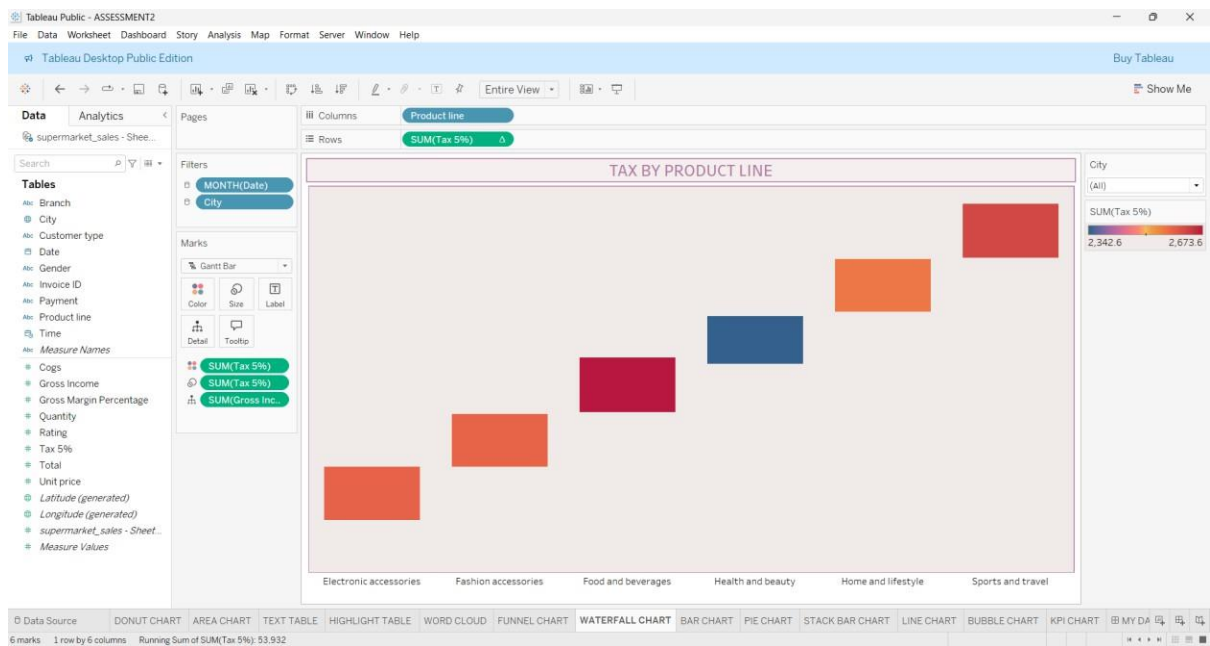 Tableau Public - ASSESSMENT2
File Data Worksheet Dashboard Story Analysis Map Format Server Window Help
Tableau Desktop Public Edition
Buy Tableau
Entire View
Show Me
Data Analytics
supermarket_sales - Shee...
Search
Tables
Abc Branch
City
Abc Customer type
Date
Abc Gender
Abc Invoice ID
Abc Payment
Abc Product line
Time
Abc Measure Names
# Cogs
# Gross Income
# Gross Margin Percentage
# Quantity
# Rating
# Tax 5%
# Total
# Unit price
Latitude (generated)
Longitude (generated)
# supermarket_sales - Sheet...
# Measure Values
Pages
Filters
MONTH(Date)
City
Marks
Gantt Bar
Color Size Label
Detail Tooltip
SUM(Tax 5%)
SUM(Tax 5%)
SUM(Gross Inc..
Columns Product line
Rows SUM(Tax 5%) Δ
TAX BY PRODUCT LINE
Electronic accessories Fashion accessories Food and beverages Health and beauty Home and lifestyle Sports and travel
City
(All)
SUM(Tax 5%)
2,342.6 2,673.6
Data Source DONUT CHART AREA CHART TEXT TABLE HIGHLIGHT TABLE WORD CLOUD FUNNEL CHART WATERFALL CHART BAR CHART PIE CHART STACK BAR CHART LINE CHART BUBBLE CHART KPI CHART MY DA
6 marks 1 row by 6 columns Running Sum of SUM(Tax 5%): 53.932